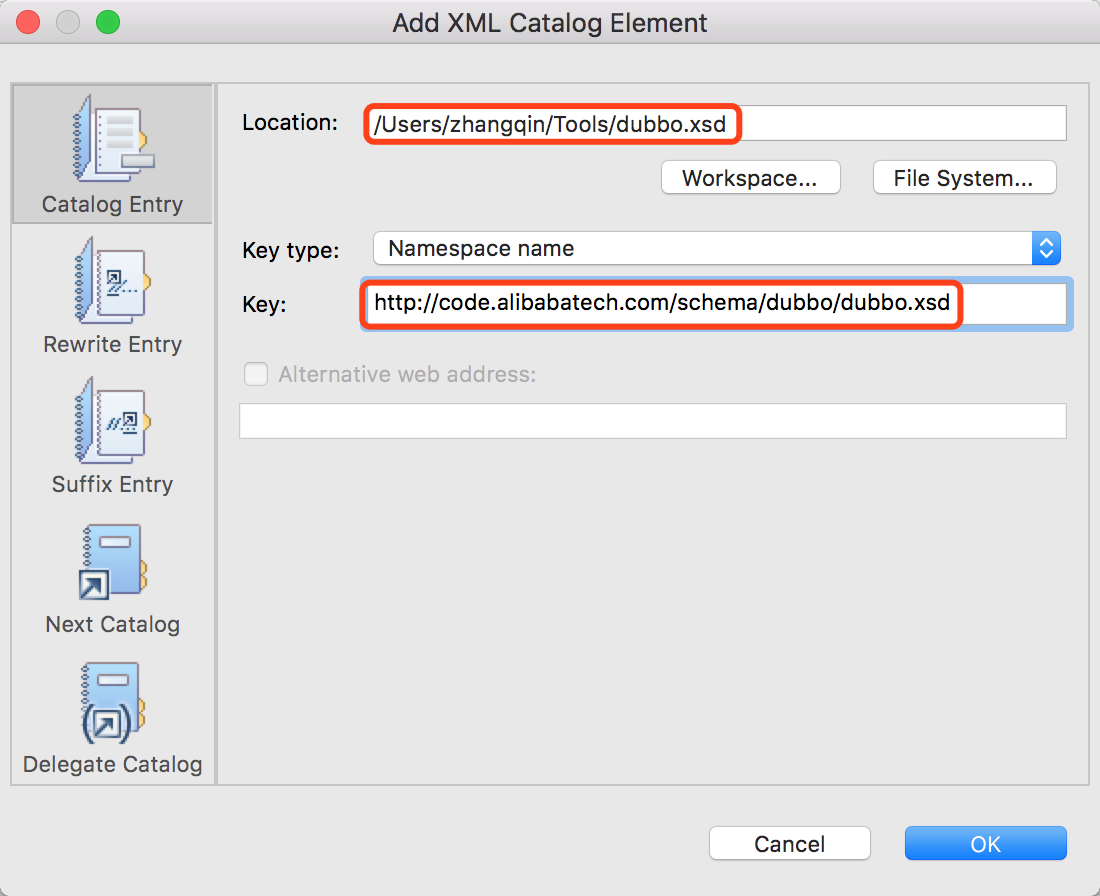 Add XML Catalog Element
Catalog Entry
Rewrite Entry
Suffix Entry
Next Catalog
Delegate Catalog
Location: /Users/zhangqin/Tools/dubbo.xsd
Workspace... File System...
Key type: Namespace name
Key: http://code.alibabatech.com/schema/dubbo/dubbo.xsd
Alternative web address:
Cancel OK